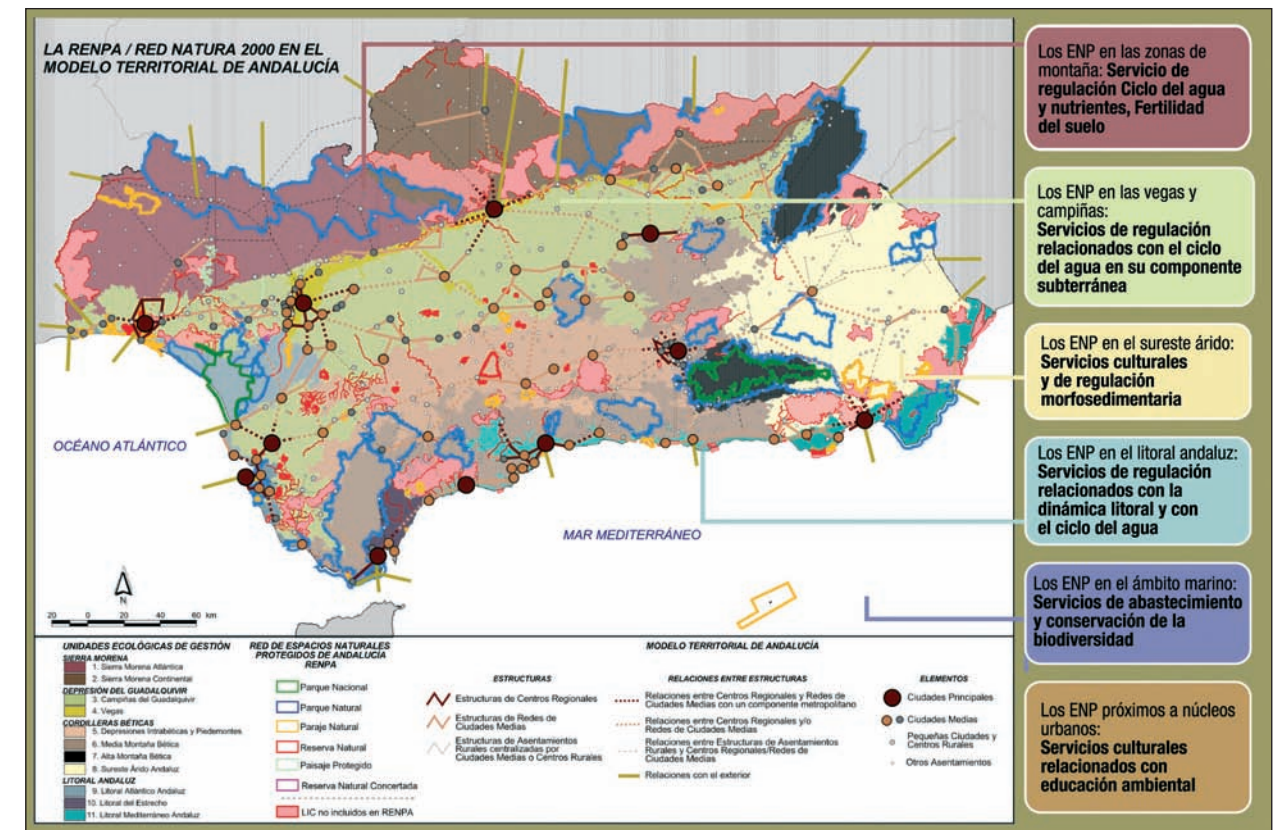 LA RENPA / RED NATURA 2000 EN EL
MODELO TERRITORIAL DE ANDALUCÍA
OCÉANO ATLÁNTICO
MAR MEDITERRÁNEO
N
20 0 20 40 60 km
Los ENP en las zonas de
montaña: Servicio de
regulación Ciclo del agua
y nutrientes, Fertilidad
del suelo
Los ENP en las vegas y
campiñas:
Servicios de regulación
relacionados con el ciclo
del agua en su componente
subterránea
Los ENP en el sureste árido:
Servicios culturales
y de regulación
morfosedimentaria
Los ENP en el litoral andaluz:
Servicios de regulación
relacionados con la
dinámica litoral y con
el ciclo del agua
Los ENP en el ámbito marino:
Servicios de abastecimiento
y conservación de la
biodiversidad
Los ENP próximos a núcleos
urbanos:
Servicios culturales
relacionados con
educación ambiental
UNIDADES ECOLÓGICAS DE GESTIÓN
SIERRA MORENA
1. Sierra Morena Atlántica
2. Sierra Morena Continental
DEPRESIÓN DEL GUADALQUIVIR
3. Campiñas del Guadalquivir
4. Vegas
CORDILLERAS BÉTICAS
5. Depresiones Intrabéticas y Piedemontes
6. Media Montaña Bética
7. Alta Montaña Bética
8. Sureste Árido Andaluz
LITORAL ANDALUZ
9. Litoral Atlántico Andaluz
10. Litoral del Estrecho
11. Litoral Mediterráneo Andaluz
RED DE ESPACIOS NATURALES
PROTEGIDOS DE ANDALUCÍA
RENPA
Parque Nacional
Parque Natural
Paraje Natural
Reserva Natural
Paisaje Protegido
Reserva Natural Concertada
LIC no incluidos en RENPA
MODELO TERRITORIAL DE ANDALUCÍA
ESTRUCTURAS
Estructuras de Centros Regionales
Estructuras de Redes de
Ciudades Medias
Estructuras de Asentamientos
Rurales centralizadas por
Ciudades Medias o Centros Rurales
RELACIONES ENTRE ESTRUCTURAS
Relaciones entre Centros Regionales y Redes de
Ciudades Medias con un componente metropolitano
Relaciones entre Centros Regionales y/o
Redes de Ciudades Medias
Relaciones entre Estructuras de Asentamientos
Rurales y Centros Regionales/Redes de
Ciudades Medias
Relaciones con el exterior
ELEMENTOS
Ciudades Principales
Ciudades Medias
Pequeñas Ciudades y
Centros Rurales
Otros Asentamientos